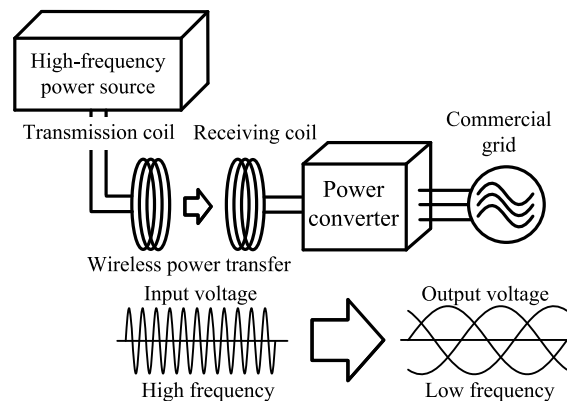 High-frequency
power source
Transmission coil
Receiving coil
Commercial
grid
Power
converter
Wireless power transfer
Input voltage
Output voltage
High frequency
Low frequency